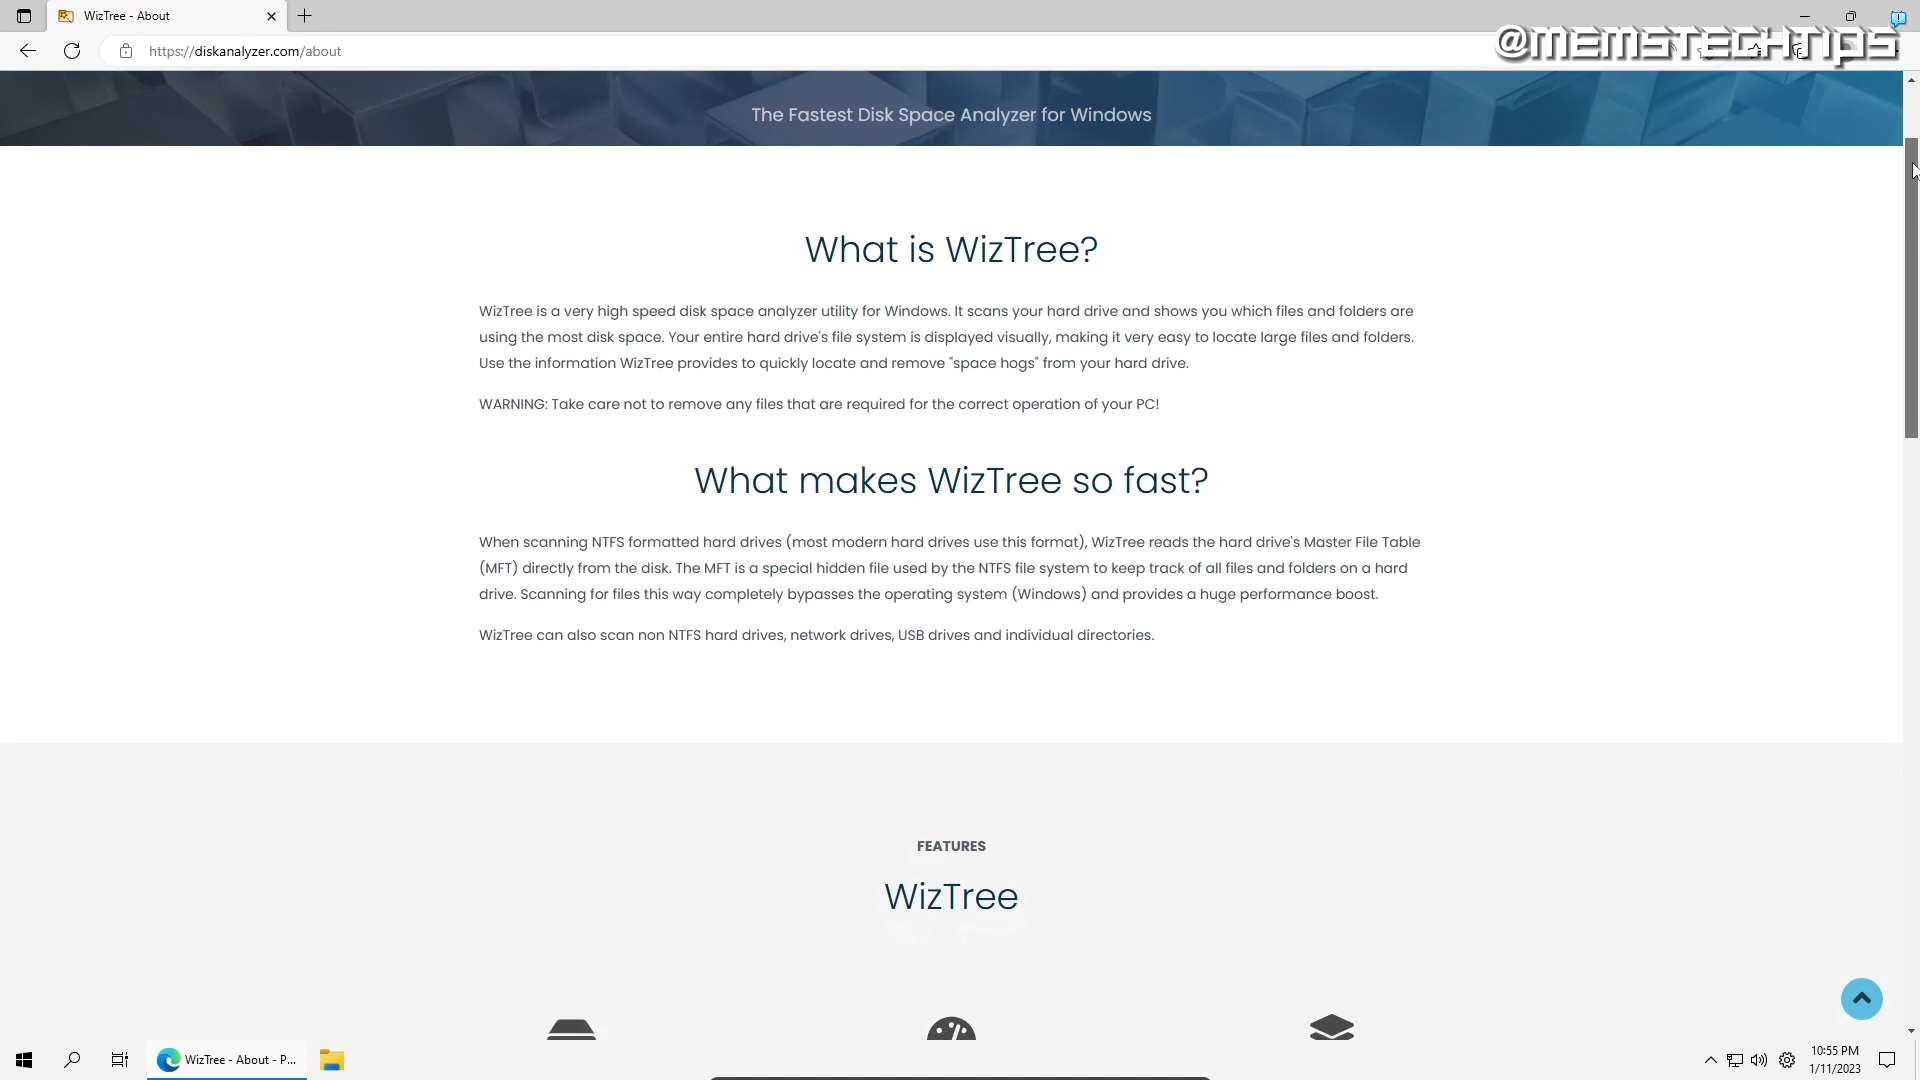 WizTree - About
@MEMSTECHTIPS
https://diskanalyzer.com/about
The Fastest Disk Space Analyzer for Windows
What is WizTree?
WizTree is a very high speed disk space analyzer utility for Windows. It scans your hard drive and shows you which files and folders are
using the most disk space. Your entire hard drive's file system is displayed visually, making it very easy to locate large files and folders.
Use the information WizTree provides to quickly locate and remove "space hogs" from your hard drive.
WARNING: Take care not to remove any files that are required for the correct operation of your PC!
What makes WizTree so fast?
When scanning NTFS formatted hard drives (most modern hard drives use this format), WizTree reads the hard drive's Master File Table
(MFT) directly from the disk. The MFT is a special hidden file used by the NTFS file system to keep track of all files and folders on a hard
drive. Scanning for files this way completely bypasses the operating system (Windows) and provides a huge performance boost.
WizTree can also scan non NTFS hard drives, network drives, USB drives and individual directories.
FEATURES
WizTree
WizTree - About - P...
10:55 PM
1/11/2023